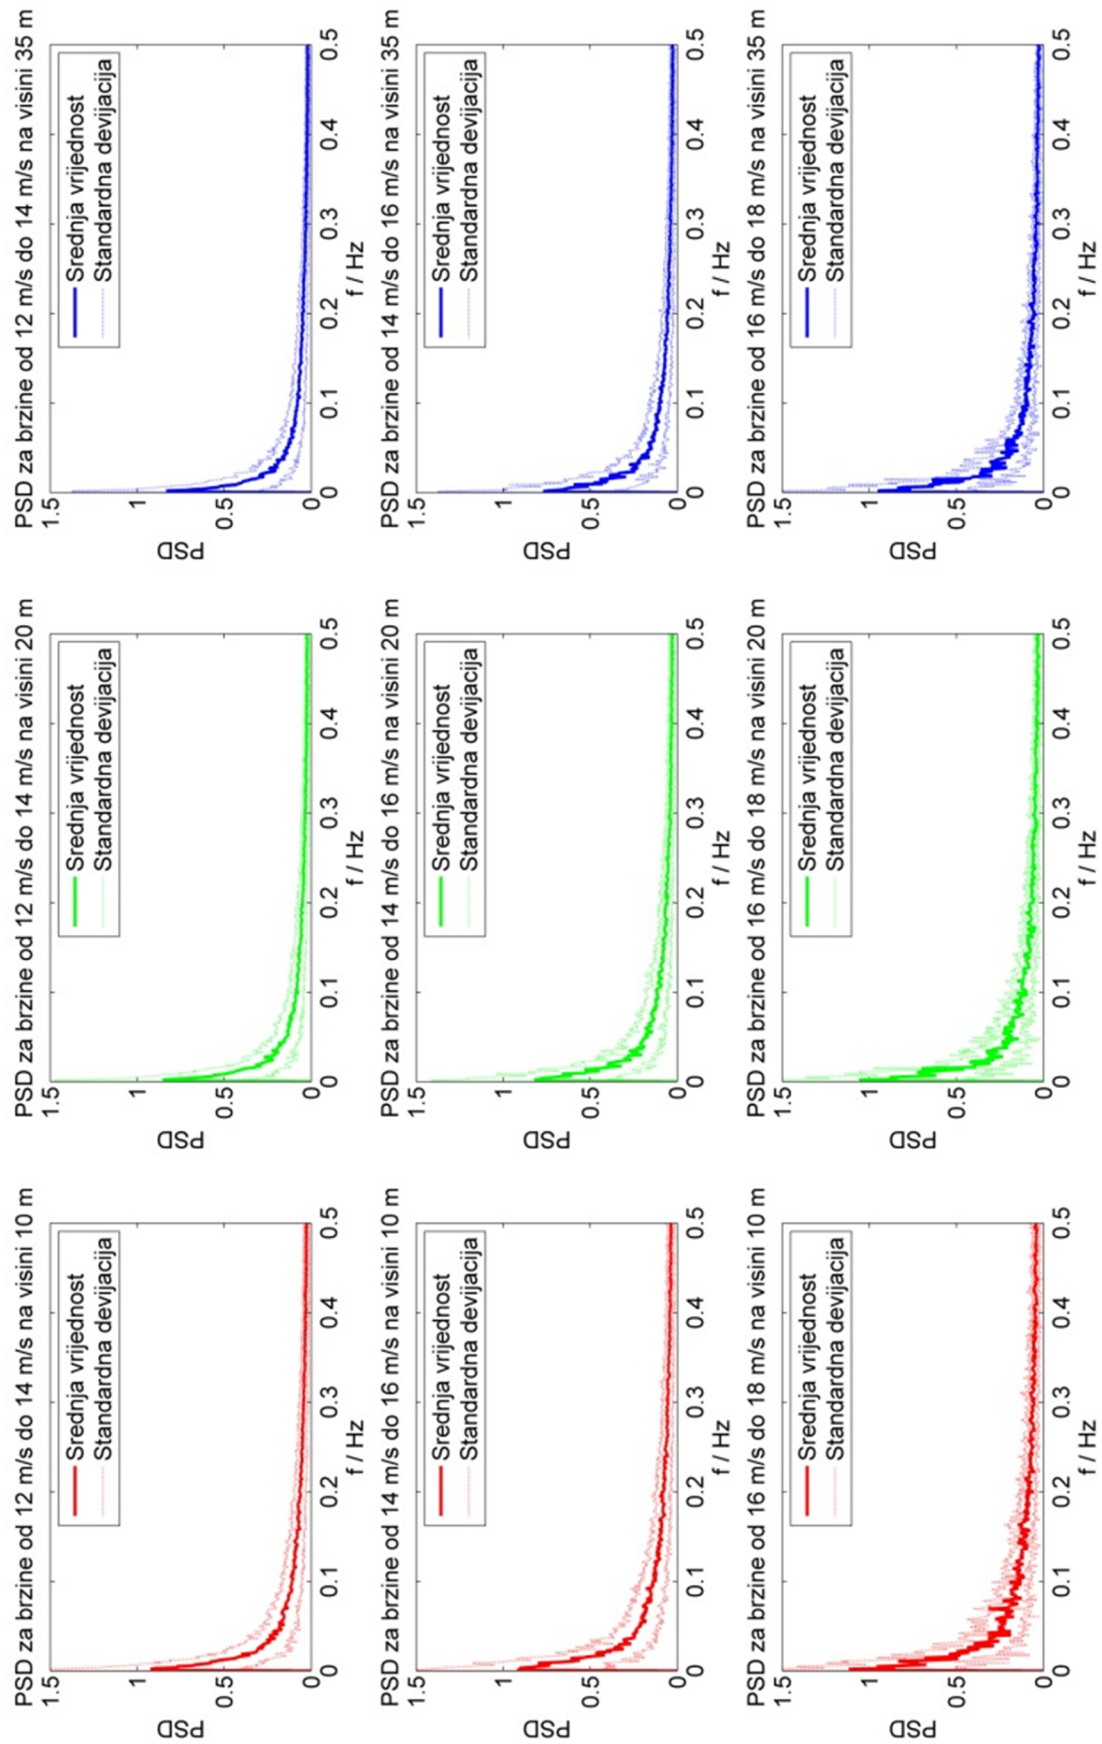 PSD za brzine od 12 m/s do 14 m/s na visini 10 m
Srednja vrijednost
Standardna devijacija
1.5
1
0.5
0
PSD
0 0.1 0.2 0.3 0.4 0.5
f / Hz
PSD za brzine od 12 m/s do 14 m/s na visini 20 m
Srednja vrijednost
Standardna devijacija
1.5
1
0.5
0
PSD
0 0.1 0.2 0.3 0.4 0.5
f / Hz
PSD za brzine od 12 m/s do 14 m/s na visini 35 m
Srednja vrijednost
Standardna devijacija
1.5
1
0.5
0
PSD
0 0.1 0.2 0.3 0.4 0.5
f / Hz
PSD za brzine od 14 m/s do 16 m/s na visini 10 m
Srednja vrijednost
Standardna devijacija
1.5
1
0.5
0
PSD
0 0.1 0.2 0.3 0.4 0.5
f / Hz
PSD za brzine od 14 m/s do 16 m/s na visini 20 m
Srednja vrijednost
Standardna devijacija
1.5
1
0.5
0
PSD
0 0.1 0.2 0.3 0.4 0.5
f / Hz
PSD za brzine od 14 m/s do 16 m/s na visini 35 m
Srednja vrijednost
Standardna devijacija
1.5
1
0.5
0
PSD
0 0.1 0.2 0.3 0.4 0.5
f / Hz
PSD za brzine od 16 m/s do 18 m/s na visini 10 m
Srednja vrijednost
Standardna devijacija
1.5
1
0.5
0
PSD
0 0.1 0.2 0.3 0.4 0.5
f / Hz
PSD za brzine od 16 m/s do 18 m/s na visini 20 m
Srednja vrijednost
Standardna devijacija
1.5
1
0.5
0
PSD
0 0.1 0.2 0.3 0.4 0.5
f / Hz
PSD za brzine od 16 m/s do 18 m/s na visini 35 m
Srednja vrijednost
Standardna devijacija
1.5
1
0.5
0
PSD
0 0.1 0.2 0.3 0.4 0.5
f / Hz